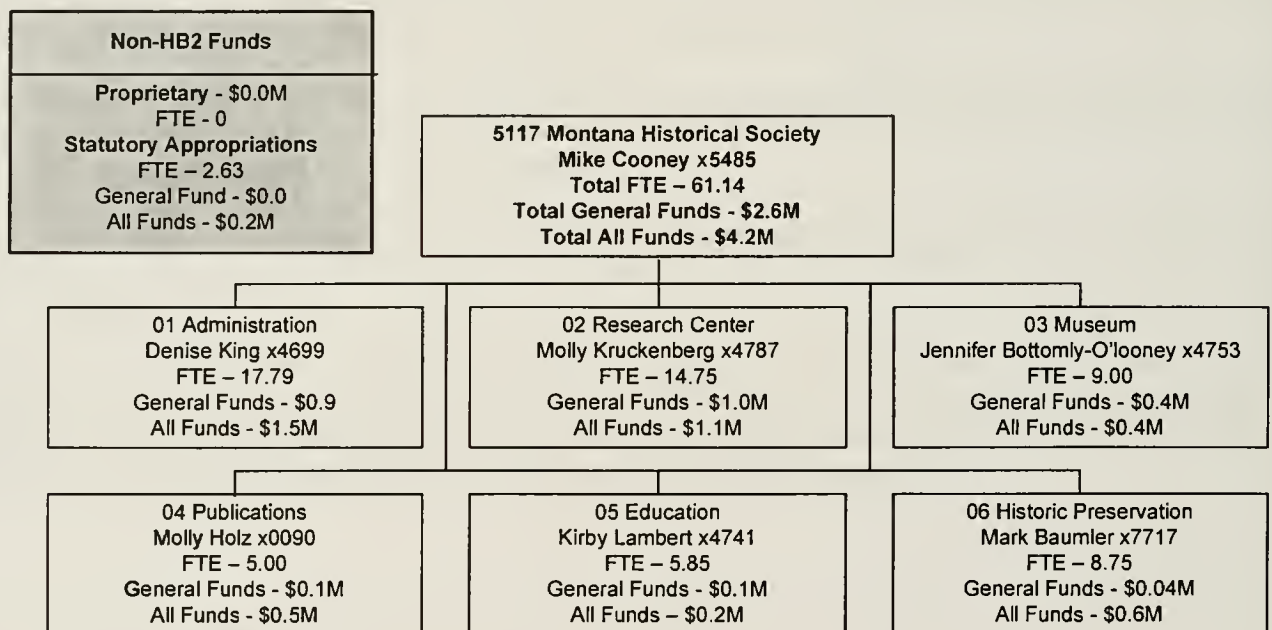 Non-HB2 Funds
Proprietary - $0.0M
FTE - 0
Statutory Appropriations
FTE – 2.63
General Fund - $0.0
All Funds - $0.2M
5117 Montana Historical Society
Mike Cooney x5485
Total FTE – 61.14
Total General Funds - $2.6M
Total All Funds - $4.2M
01 Administration
Denise King x4699
FTE – 17.79
General Funds - $0.9
All Funds - $1.5M
02 Research Center
Molly Kruckenberg x4787
FTE – 14.75
General Funds - $1.0M
All Funds - $1.1M
03 Museum
Jennifer Bottomly-O'looney x4753
FTE – 9.00
General Funds - $0.4M
All Funds - $0.4M
04 Publications
Molly Holz x0090
FTE – 5.00
General Funds - $0.1M
All Funds - $0.5M
05 Education
Kirby Lambert x4741
FTE – 5.85
General Funds - $0.1M
All Funds – $0.2M
06 Historic Preservation
Mark Baumler x7717
FTE – 8.75
General Funds - $0.04M
All Funds - $0.6M